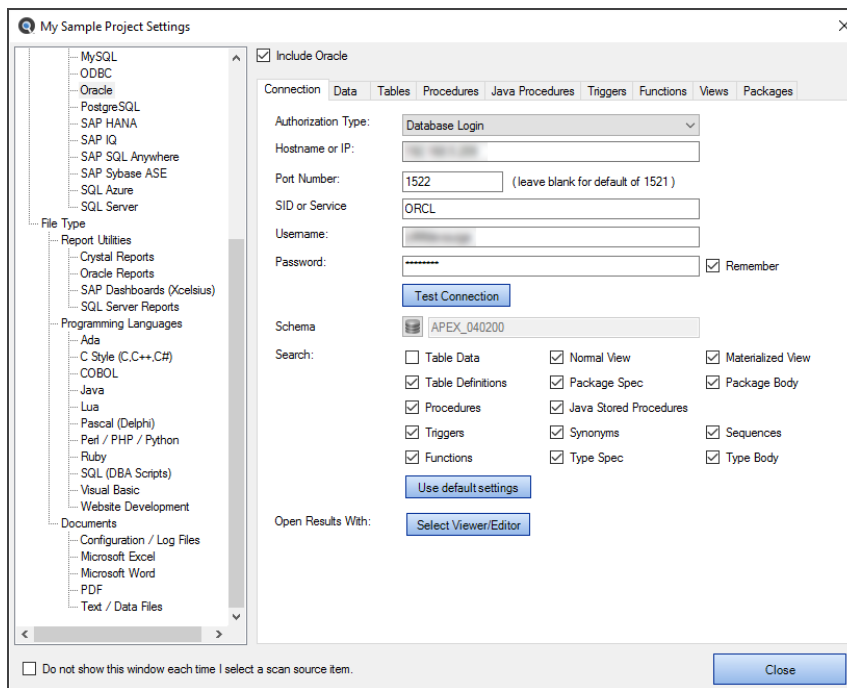 My Sample Project Settings
MySQL
ODBC
Oracle
PostgreSQL
SAP HANA
SAP IQ
SAP SQL Anywhere
SAP Sybase ASE
SQL Azure
SQL Server
File Type
Report Utilities
Crystal Reports
Oracle Reports
SAP Dashboards (Xcelsius)
SQL Server Reports
Programming Languages
Ada
C Style (C,C++,C#)
COBOL
Java
Lua
Pascal (Delphi)
Perl / PHP / Python
Ruby
SQL (DBA Scripts)
Visual Basic
Website Development
Documents
Configuration / Log Files
Microsoft Excel
Microsoft Word
PDF
Text / Data Files
Include Oracle
Connection Data Tables Procedures Java Procedures Triggers Functions Views Packages
Authorization Type: Database Login
Hostname or IP:
Port Number: 1522 ( leave blank for default of 1521 )
SID or Service ORCL
Username:
Password: ******** Remember
Test Connection
Schema APEX_040200
Search: Table Data Normal View Materialized View
Table Definitions Package Spec Package Body
Procedures Java Stored Procedures
Triggers Synonyms Sequences
Functions Type Spec Type Body
Use default settings
Open Results With: Select Viewer/Editor
Do not show this window each time I select a scan source item.
Close